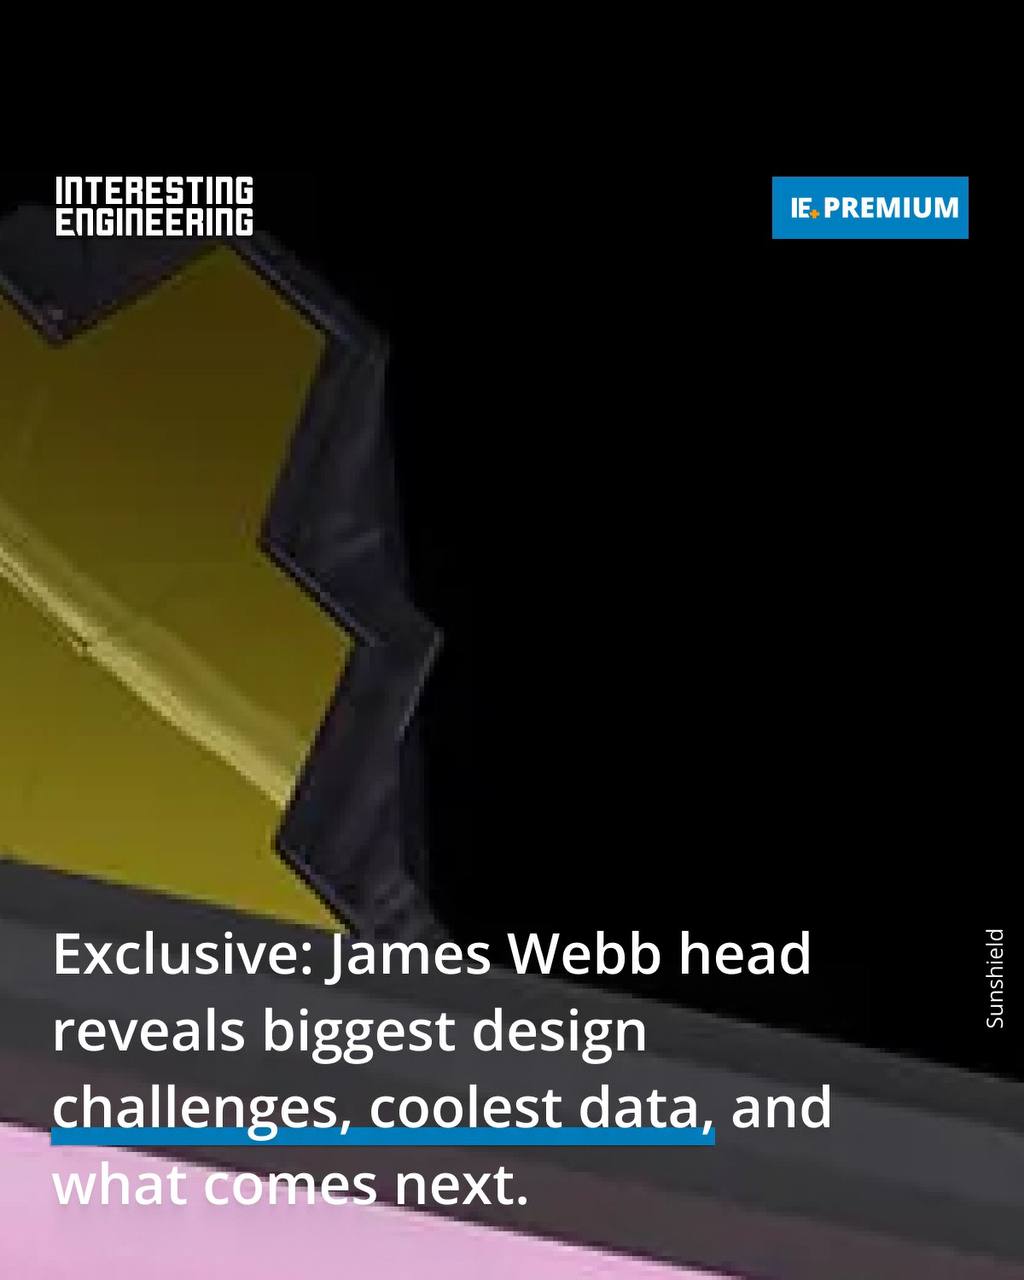 INTERESTING
ENGINEERING
IE+ PREMIUM
Exclusive: James Webb head
reveals biggest design
challenges, coolest data, and
what comes next.
Sunshield